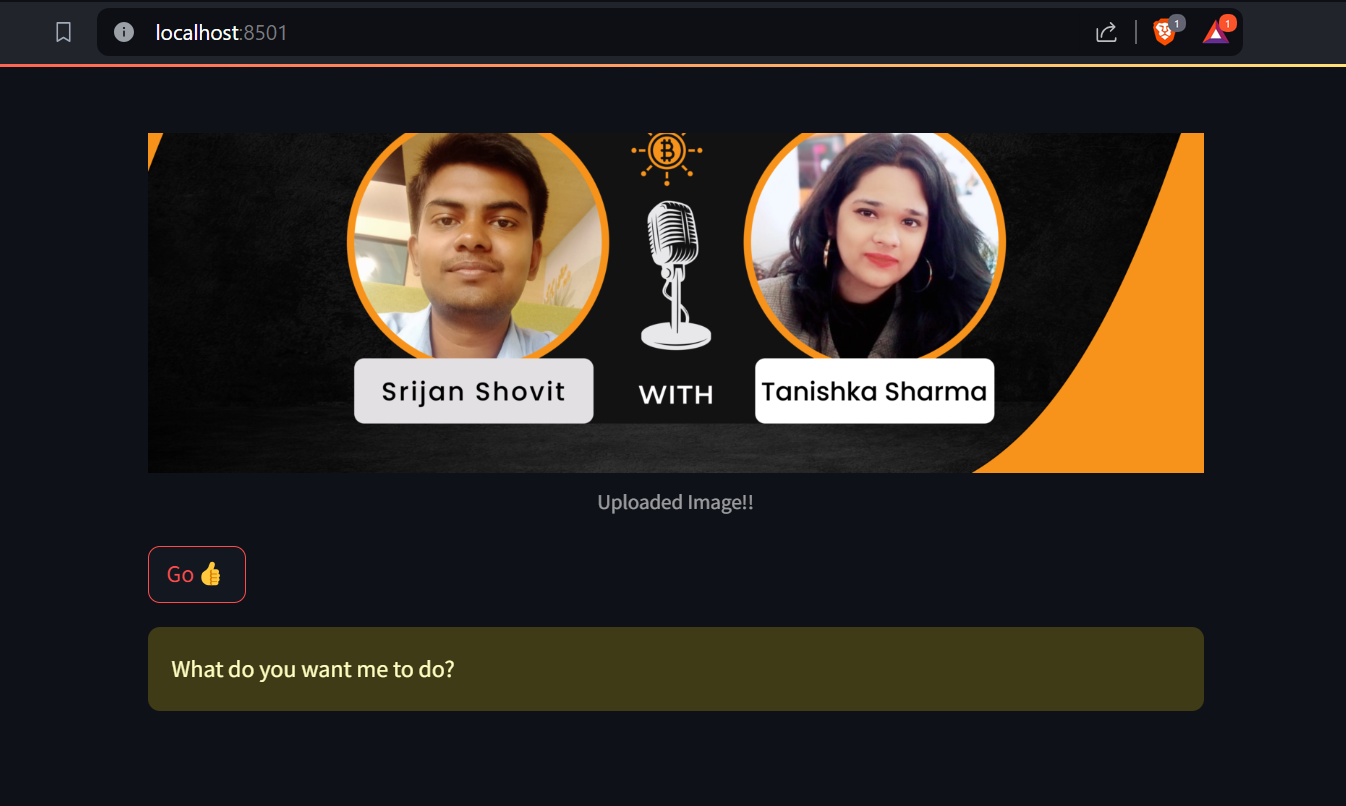 localhost:8501
1
1
Srijan Shovit
WITH
Tanishka Sharma
Uploaded Image!!
Go 👍
What do you want me to do?